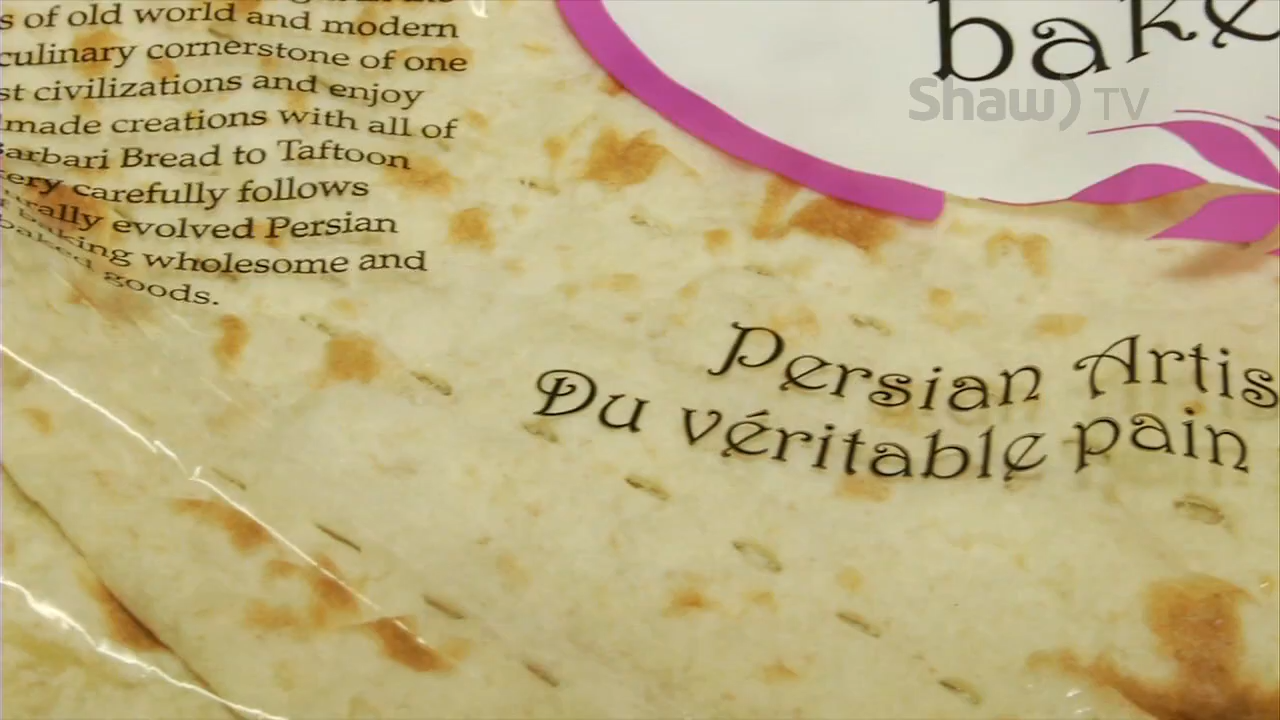 s of old world and modern
culinary cornerstone of one
st civilizations and enjoy
made creations with all of
arbari Bread to Taftoon
ery carefully follows
rally evolved Persian
baking wholesome and
baked goods.
bake
Shaw) TV
Persian Artis
Du véritable pain